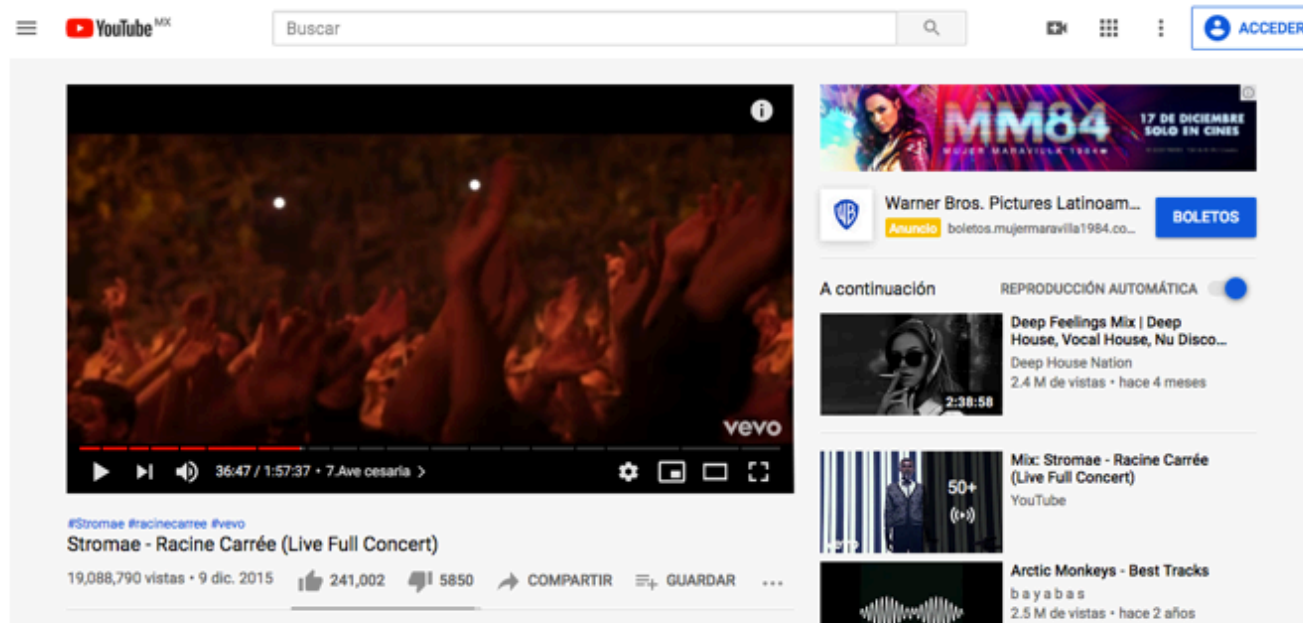 YouTube MX
Buscar
ACCEDER
vevo
36:47 / 1:57:37 • 7.Ave cesaria >
#Stromae #racinecarree #vevo
Stromae - Racine Carrée (Live Full Concert)
19,088,790 vistas • 9 dic. 2015
241,002
5850
COMPARTIR
GUARDAR
MM84
MUJER MARAVILLA 1984
17 DE DICIEMBRE
SOLO EN CINES
Warner Bros. Pictures Latinoam...
Anuncio boletos.mujermaravilla1984.co...
BOLETOS
A continuación
REPRODUCCIÓN AUTOMÁTICA
2:38:58
Deep Feelings Mix | Deep
House, Vocal House, Nu Disco...
Deep House Nation
2.4 M de vistas • hace 4 meses
50+
Mix: Stromae - Racine Carrée
(Live Full Concert)
YouTube
Arctic Monkeys - Best Tracks
bayabas
2.5 M de vistas • hace 2 años